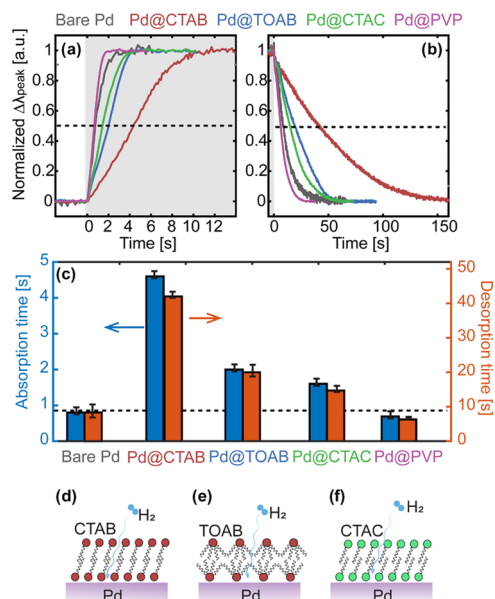 Bare Pd Pd@CTAB Pd@TOAB Pd@CTAC Pd@PVP
(a) (b)
Normalized Δλpeak [a.u.]
1
0.8
0.6
0.4
0.2
0
0 2 4 6 8 10 12
Time [s]
0 50 100 150
Time [s]
(c)
Absorption time [s]
5
4
3
2
1
0
Desorption time [s]
50
40
30
20
10
0
Bare Pd Pd@CTAB Pd@TOAB Pd@CTAC Pd@PVP
(d) (e) (f)
H₂ H₂ H₂
CTAB TOAB CTAC
Pd Pd Pd